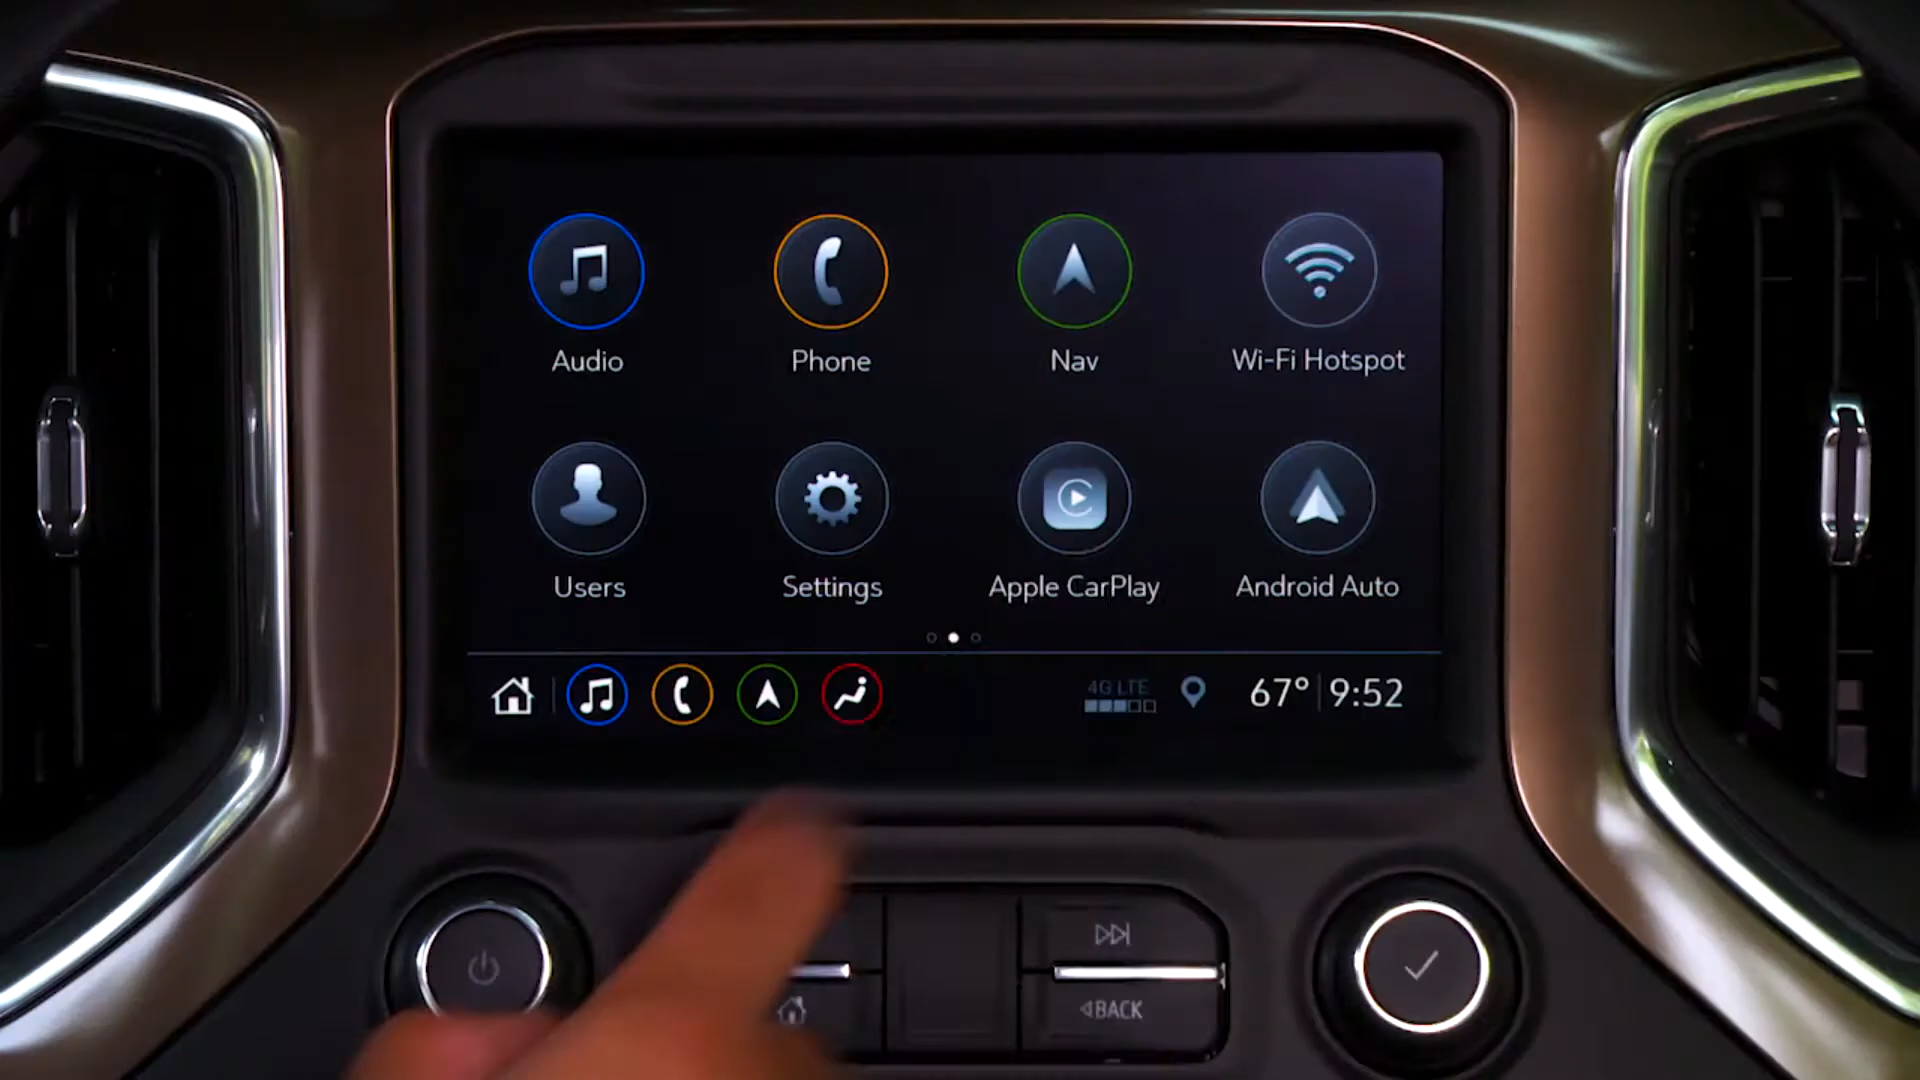 Audio
Phone
Nav
Wi-Fi Hotspot
Users
Settings
Apple CarPlay
Android Auto
4G LTE
67° 9:52
BACK